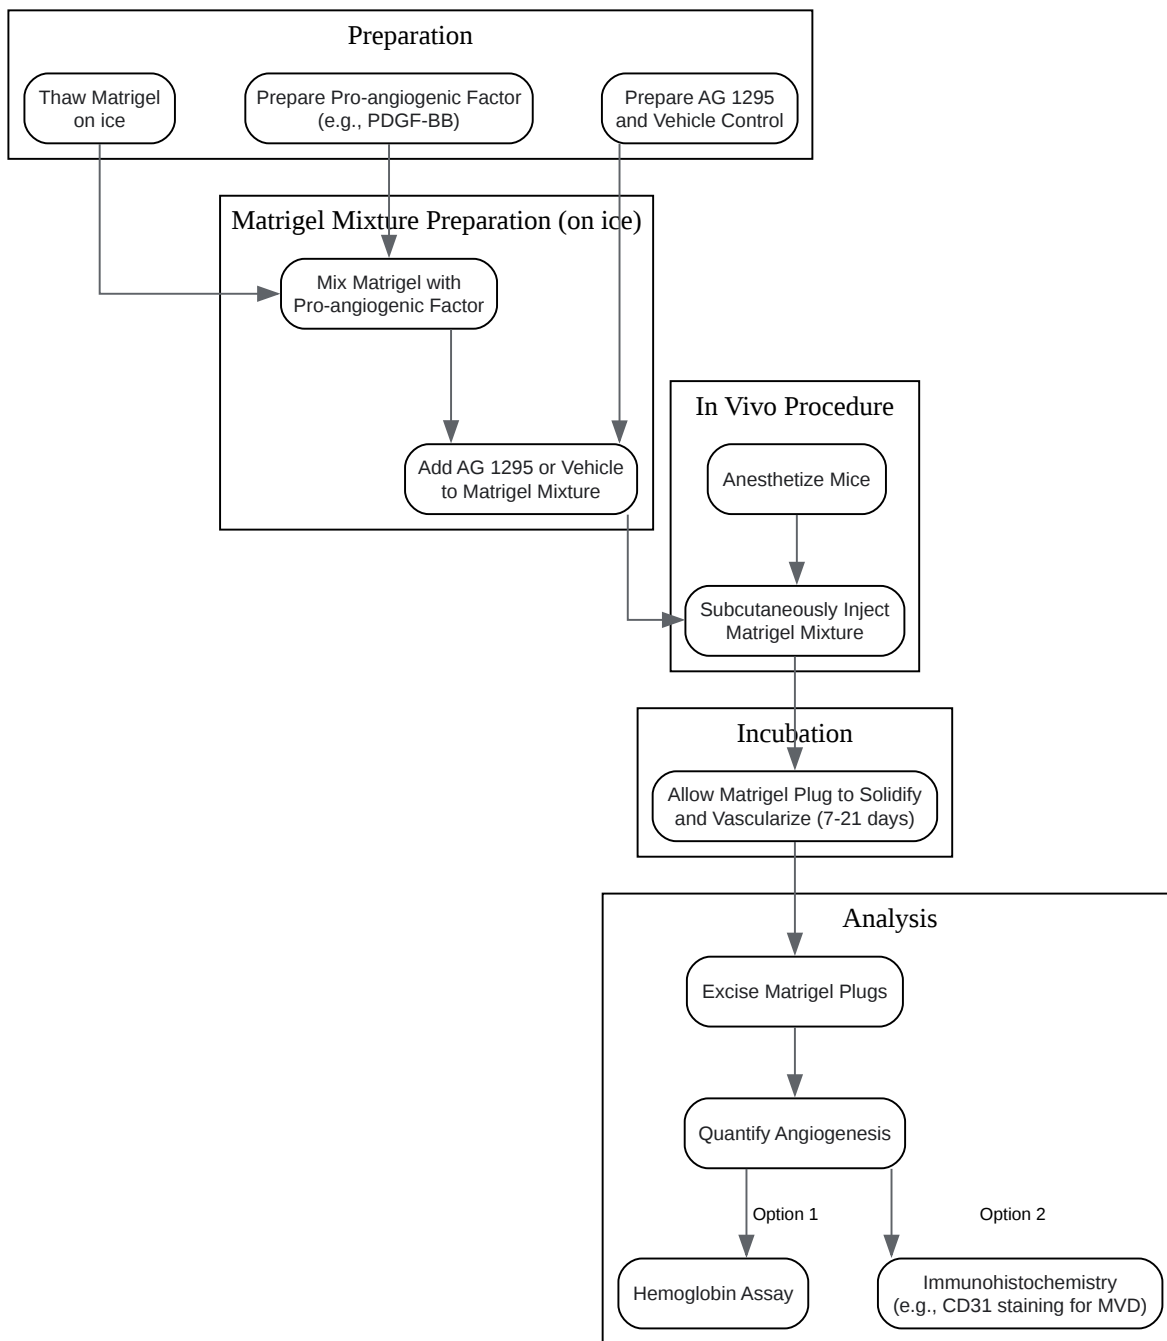 Preparation
Thaw Matrigel
on ice
Prepare Pro-angiogenic Factor
(e.g., PDGF-BB)
Prepare AG 1295
and Vehicle Control
Matrigel Mixture Preparation (on ice)
Mix Matrigel with
Pro-angiogenic Factor
Add AG 1295 or Vehicle
to Matrigel Mixture
In Vivo Procedure
Anesthetize Mice
Subcutaneously Inject
Matrigel Mixture
Incubation
Allow Matrigel Plug to Solidify
and Vascularize (7-21 days)
Analysis
Excise Matrigel Plugs
Quantify Angiogenesis
Option 1
Option 2
Hemoglobin Assay
Immunohistochemistry
(e.g., CD31 staining for MVD)